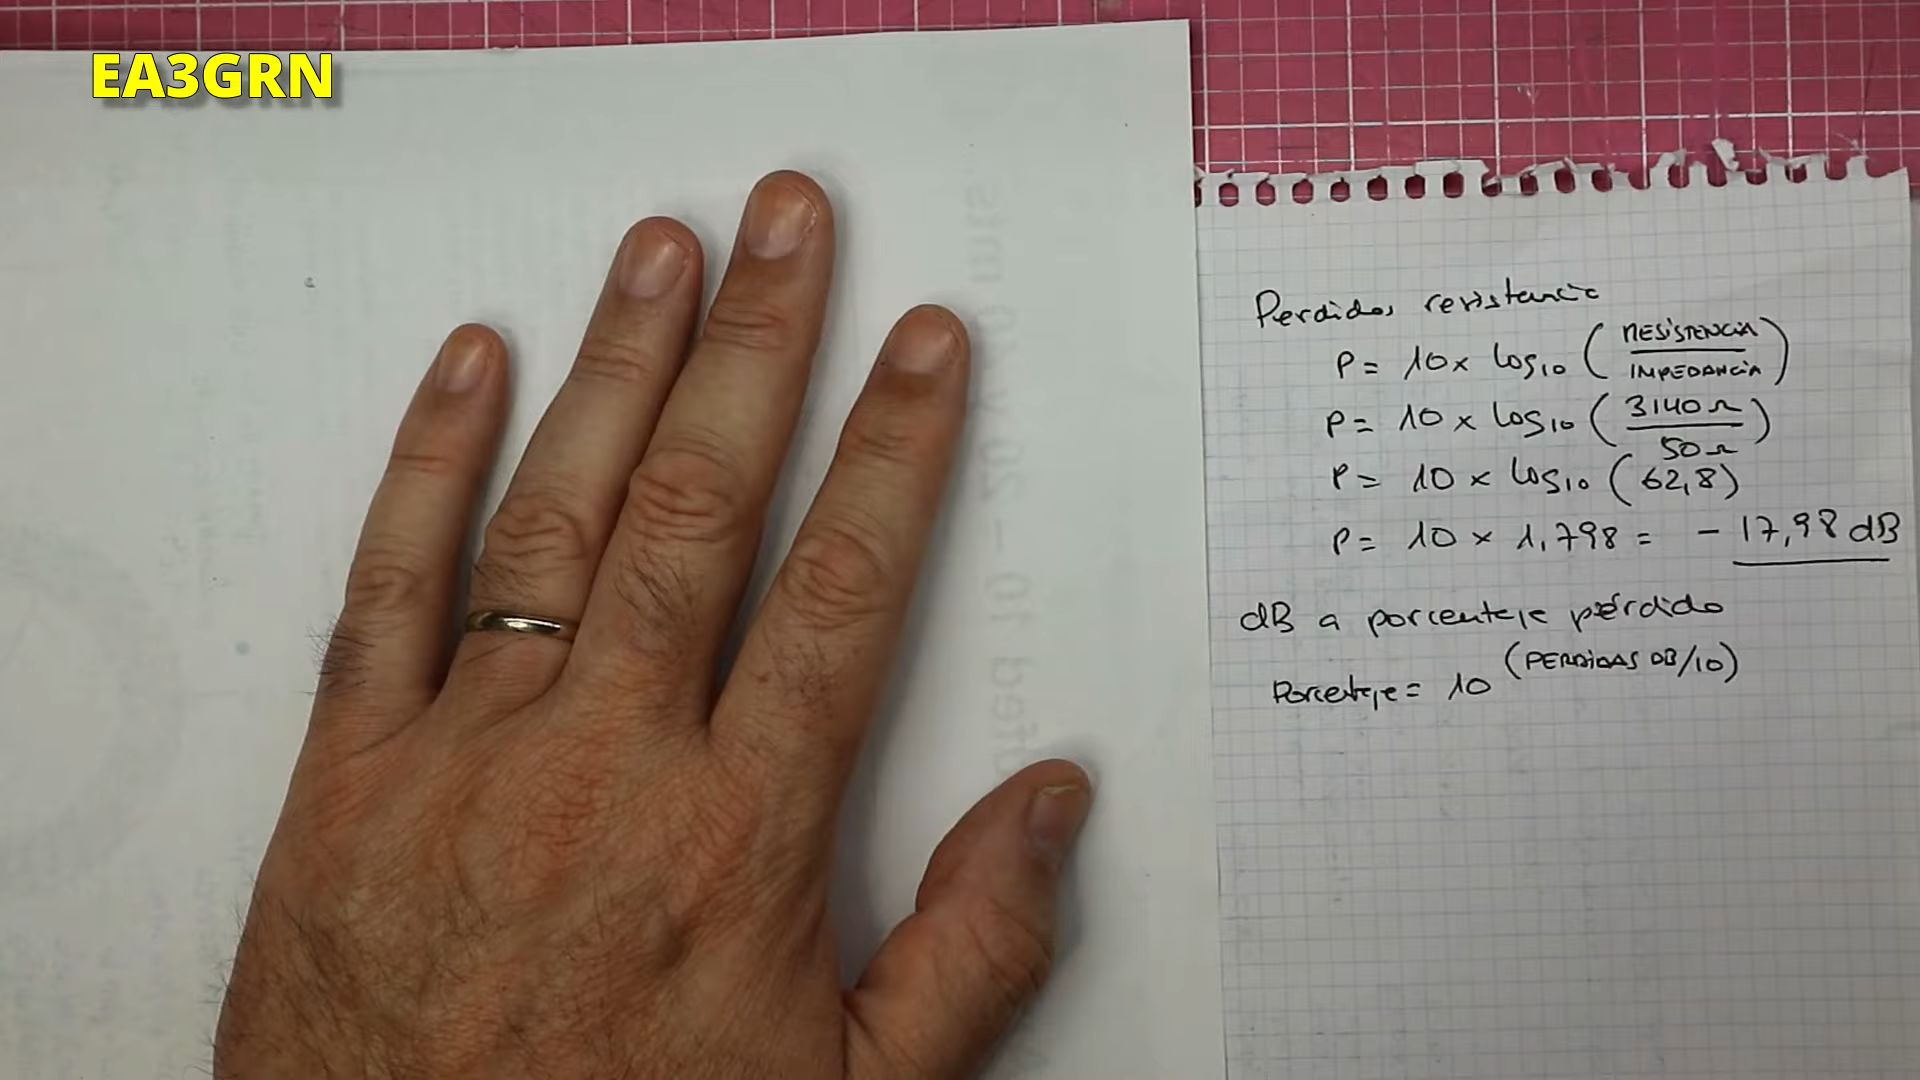 EA3GRN
Perdidas resistencia
P = 10 x log10 ( RESISTENCIA / IMPEDANCIA )
P = 10 x log10 ( 3140 Ω / 50 Ω )
P = 10 x log10 ( 62,8 )
P = 10 x 1,798 = - 17,98 dB
dB a porcentaje pérdido
Porcentaje = 10 (PERDIDAS DB/10)